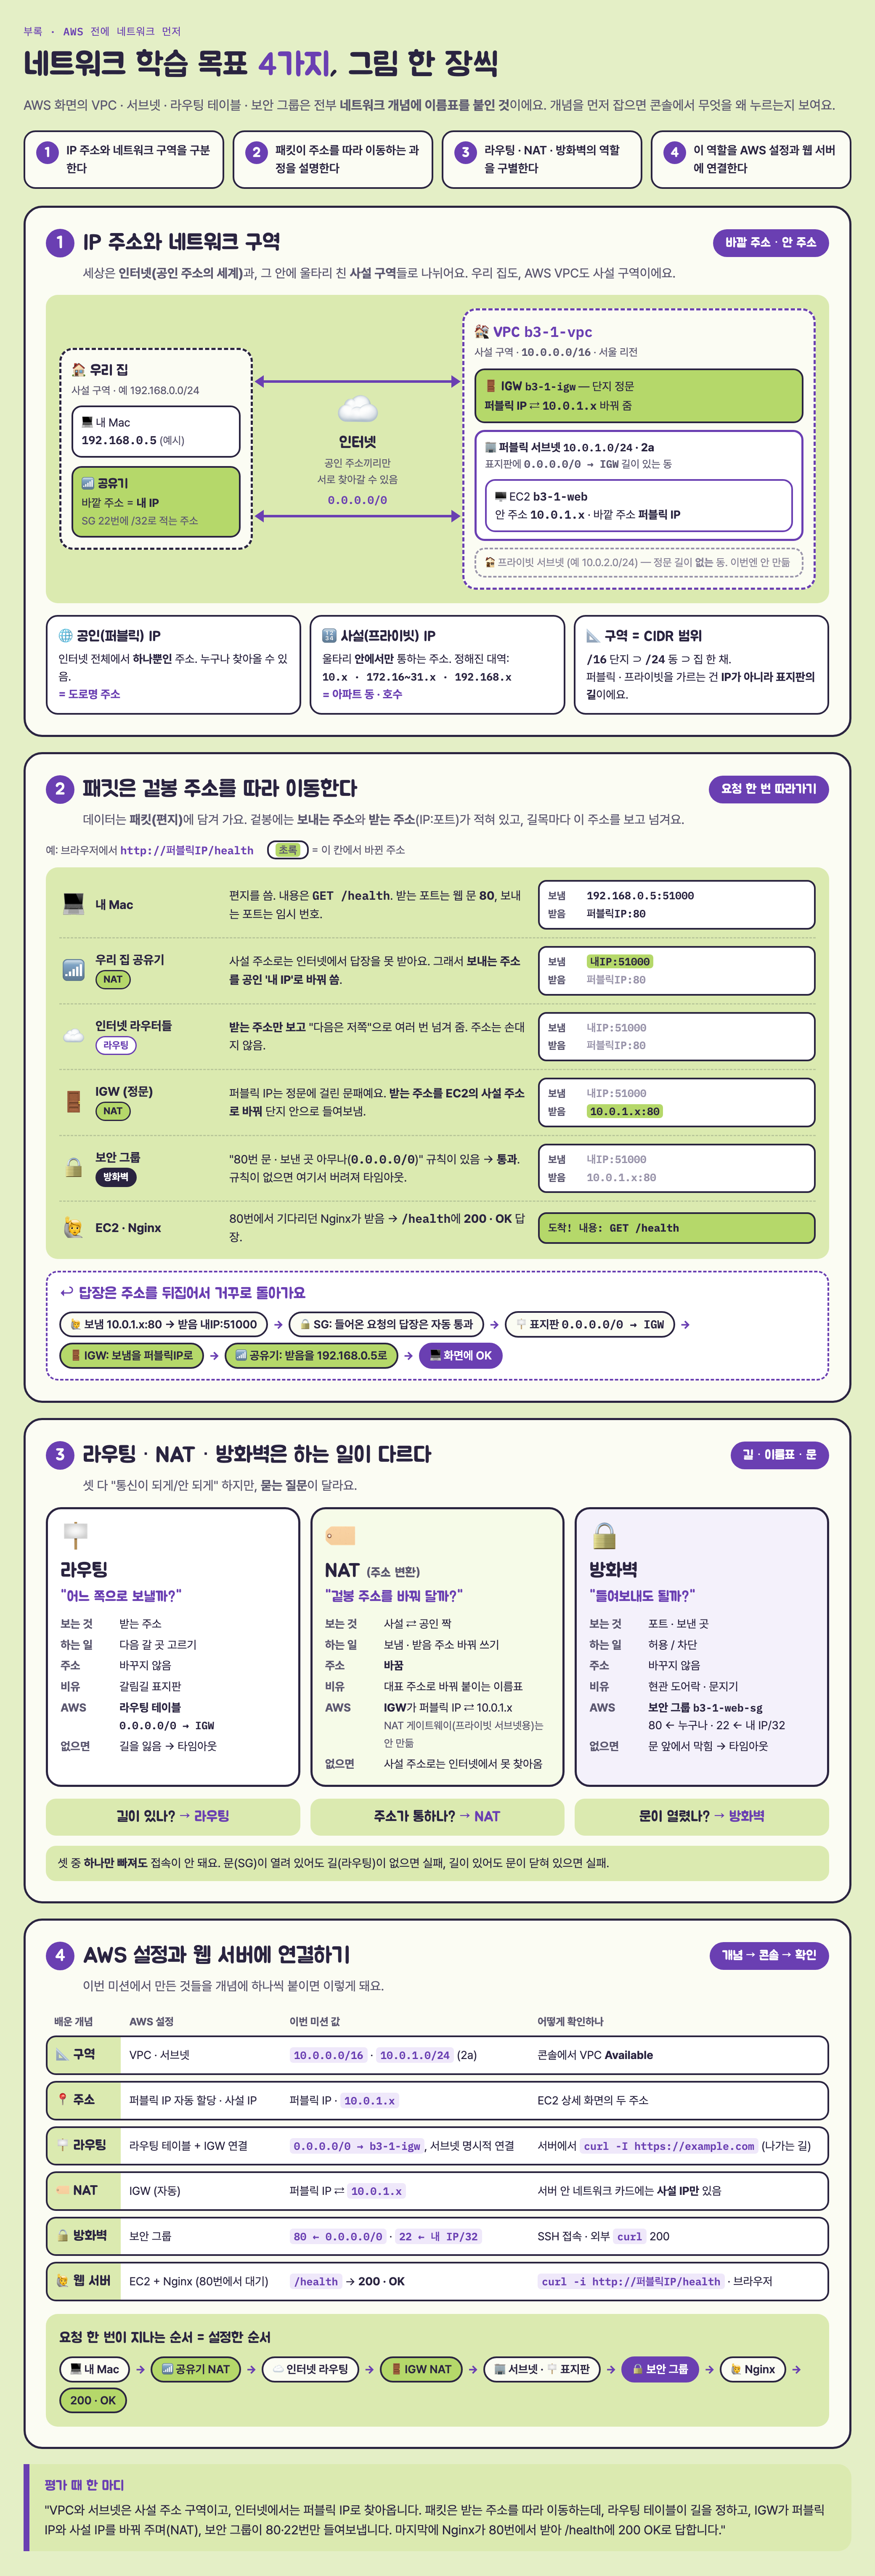 부록 · AWS 전에 네트워크 먼저
네트워크 학습 목표 4가지, 그림 한 장씩
AWS 화면의 VPC · 서브넷 · 라우팅 테이블 · 보안 그룹은 전부 네트워크 개념에 이름표를 붙인 것이에요. 개념을 먼저 잡으면 콘솔에서 무엇을 왜 누르는지 보여요.
1 IP 주소와 네트워크 구역을 구분
한다
2 패킷이 주소를 따라 이동하는 과
정을 설명한다
3 라우팅 · NAT · 방화벽의 역할
을 구별한다
4 이 역할을 AWS 설정과 웹 서버
에 연결한다
1 IP 주소와 네트워크 구역
바깥 주소 · 안 주소
세상은 인터넷(공인 주소의 세계)과, 그 안에 울타리 친 사설 구역들로 나뉘어요. 우리 집도, AWS VPC도 사설 구역이에요.
우리 집
사설 구역 · 예 192.168.0.0/24
내 Mac
192.168.0.5 (예시)
공유기
바깥 주소 = 내 IP
SG 22번에 /32로 적는 주소
인터넷
공인 주소끼리만
서로 찾아갈 수 있음
0.0.0.0/0
VPC b3-1-vpc
사설 구역 · 10.0.0.0/16 · 서울 리전
IGW b3-1-igw — 단지 정문
퍼블릭 IP ⇄ 10.0.1.x 바꿔 줌
퍼블릭 서브넷 10.0.1.0/24 · 2a
표지판에 0.0.0.0/0 → IGW 길이 있는 동
EC2 b3-1-web
안 주소 10.0.1.x · 바깥 주소 퍼블릭 IP
프라이빗 서브넷 (예 10.0.2.0/24) — 정문 길이 없는 동. 이번엔 안 만듦
공인(퍼블릭) IP
인터넷 전체에서 하나뿐인 주소. 누구나 찾아올 수 있
음.
= 도로명 주소
사설(프라이빗) IP
울타리 안에서만 통하는 주소. 정해진 대역:
10.x · 172.16~31.x · 192.168.x
= 아파트 동 · 호수
구역 = CIDR 범위
/16 단지 ⊃ /24 동 ⊃ 집 한 채.
퍼블릭 · 프라이빗을 가르는 건 IP가 아니라 표지판의
길이에요.
2 패킷은 겉봉 주소를 따라 이동한다
요청 한 번 따라가기
데이터는 패킷(편지)에 담겨 가요. 겉봉에는 보내는 주소와 받는 주소(IP:포트)가 적혀 있고, 길목마다 이 주소를 보고 넘겨요.
예: 브라우저에서 http://퍼블릭IP/health 초록 = 이 칸에서 바뀐 주소
내 Mac
편지를 씀. 내용은 GET /health. 받는 포트는 웹 문 80, 보내
는 포트는 임시 번호.
보냄 192.168.0.5:51000
받음 퍼블릭IP:80
우리 집 공유기
NAT
사설 주소로는 인터넷에서 답장을 못 받아요. 그래서 보내는 주소
를 공인 '내 IP'로 바꿔 씀.
보냄 내IP:51000
받음 퍼블릭IP:80
인터넷 라우터들
라우팅
받는 주소만 보고 "다음은 저쪽"으로 여러 번 넘겨 줌. 주소는 손대
지 않음.
보냄 내IP:51000
받음 퍼블릭IP:80
IGW (정문)
NAT
퍼블릭 IP는 정문에 걸린 문패예요. 받는 주소를 EC2의 사설 주소
로 바꿔 단지 안으로 들여보냄.
보냄 내IP:51000
받음 10.0.1.x:80
보안 그룹
방화벽
"80번 문 · 보낸 곳 아무나(0.0.0.0/0)" 규칙이 있음 → 통과.
규칙이 없으면 여기서 버려져 타임아웃.
보냄 내IP:51000
받음 10.0.1.x:80
EC2 · Nginx
80번에서 기다리던 Nginx가 받음 → /health에 200 · OK 답
장.
도착! 내용: GET /health
↩ 답장은 주소를 뒤집어서 거꾸로 돌아가요
보냄 10.0.1.x:80 → 받음 내IP:51000 → SG: 들어온 요청의 답장은 자동 통과 → 표지판 0.0.0.0/0 → IGW →
IGW: 보냄을 퍼블릭IP로 → 공유기: 받음을 192.168.0.5로 → 화면에 OK
3 라우팅 · NAT · 방화벽은 하는 일이 다르다
길 · 이름표 · 문
셋 다 "통신이 되게/안 되게" 하지만, 묻는 질문이 달라요.
라우팅
"어느 쪽으로 보낼까?"
보는 것 받는 주소
하는 일 다음 갈 곳 고르기
주소 바꾸지 않음
비유 갈림길 표지판
AWS 라우팅 테이블
0.0.0.0/0 → IGW
없으면 길을 잃음 → 타임아웃
NAT (주소 변환)
"겉봉 주소를 바꿔 달까?"
보는 것 사설 ⇄ 공인 짝
하는 일 보냄 · 받음 주소 바꿔 쓰기
주소 바꿈
비유 대표 주소로 바꿔 붙이는 이름표
AWS IGW가 퍼블릭 IP ⇄ 10.0.1.x
NAT 게이트웨이(프라이빗 서브넷용)는
안 만듦
없으면 사설 주소로는 인터넷에서 못 찾아옴
방화벽
"들여보내도 될까?"
보는 것 포트 · 보낸 곳
하는 일 허용 / 차단
주소 바꾸지 않음
비유 현관 도어락 · 문지기
AWS 보안 그룹 b3-1-web-sg
80 ← 누구나 · 22 ← 내 IP/32
없으면 문 앞에서 막힘 → 타임아웃
길이 있나? → 라우팅
주소가 통하나? → NAT
문이 열렸나? → 방화벽
셋 중 하나만 빠져도 접속이 안 돼요. 문(SG)이 열려 있어도 길(라우팅)이 없으면 실패, 길이 있어도 문이 닫혀 있으면 실패.
4 AWS 설정과 웹 서버에 연결하기
개념 → 콘솔 → 확인
이번 미션에서 만든 것들을 개념에 하나씩 붙이면 이렇게 돼요.
배운 개념 AWS 설정 이번 미션 값 어떻게 확인하나
구역 VPC · 서브넷 10.0.0.0/16 · 10.0.1.0/24 (2a) 콘솔에서 VPC Available
주소 퍼블릭 IP 자동 할당 · 사설 IP 퍼블릭 IP · 10.0.1.x EC2 상세 화면의 두 주소
라우팅 라우팅 테이블 + IGW 연결 0.0.0.0/0 → b3-1-igw, 서브넷 명시적 연결 서버에서 curl -I https://example.com (나가는 길)
NAT IGW (자동) 퍼블릭 IP ⇄ 10.0.1.x 서버 안 네트워크 카드에는 사설 IP만 있음
방화벽 보안 그룹 80 ← 0.0.0.0/0 · 22 ← 내 IP/32 SSH 접속 · 외부 curl 200
웹 서버 EC2 + Nginx (80번에서 대기) /health → 200 · OK curl -i http://퍼블릭IP/health · 브라우저
요청 한 번이 지나는 순서 = 설정한 순서
내 Mac → 공유기 NAT → 인터넷 라우팅 → IGW NAT → 서브넷 · 표지판 → 보안 그룹 → Nginx →
200 · OK
평가 때 한 마디
"VPC와 서브넷은 사설 주소 구역이고, 인터넷에서는 퍼블릭 IP로 찾아옵니다. 패킷은 받는 주소를 따라 이동하는데, 라우팅 테이블이 길을 정하고, IGW가 퍼블릭
IP와 사설 IP를 바꿔 주며(NAT), 보안 그룹이 80·22번만 들여보냅니다. 마지막에 Nginx가 80번에서 받아 /health에 200 OK로 답합니다."